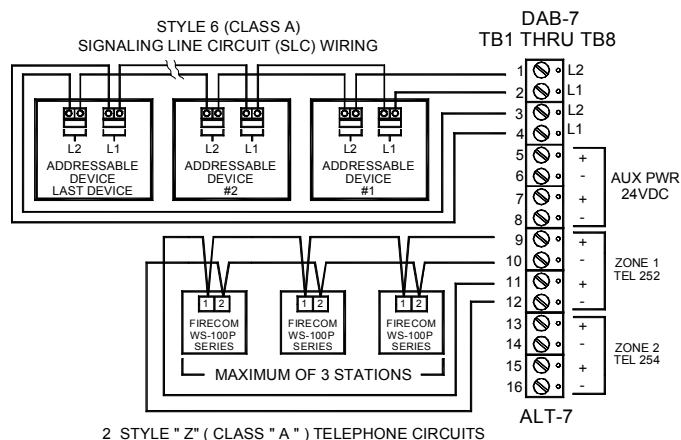 STYLE 6 (CLASS A)
SIGNALING LINE CIRCUIT (SLC) WIRING
DAB-7
TB1 THRU TB8
1 L2
2 L1
3 L2
4 L1
5 +
6 -
7 +
8 -
AUX PWR
24VDC
9 +
10 -
11 +
12 -
ZONE 1
TEL 252
13 +
14 -
15 +
16 -
ZONE 2
TEL 254
ALT-7
L2 L1
ADDRESSABLE
DEVICE
LAST DEVICE
L2 L1
ADDRESSABLE
DEVICE
#2
L2 L1
ADDRESSABLE
DEVICE
#1
1 2
FIRECOM
WS-100P
SERIES
1 2
FIRECOM
WS-100P
SERIES
1 2
FIRECOM
WS-100P
SERIES
MAXIMUM OF 3 STATIONS
2 STYLE " Z" ( CLASS " A " ) TELEPHONE CIRCUITS